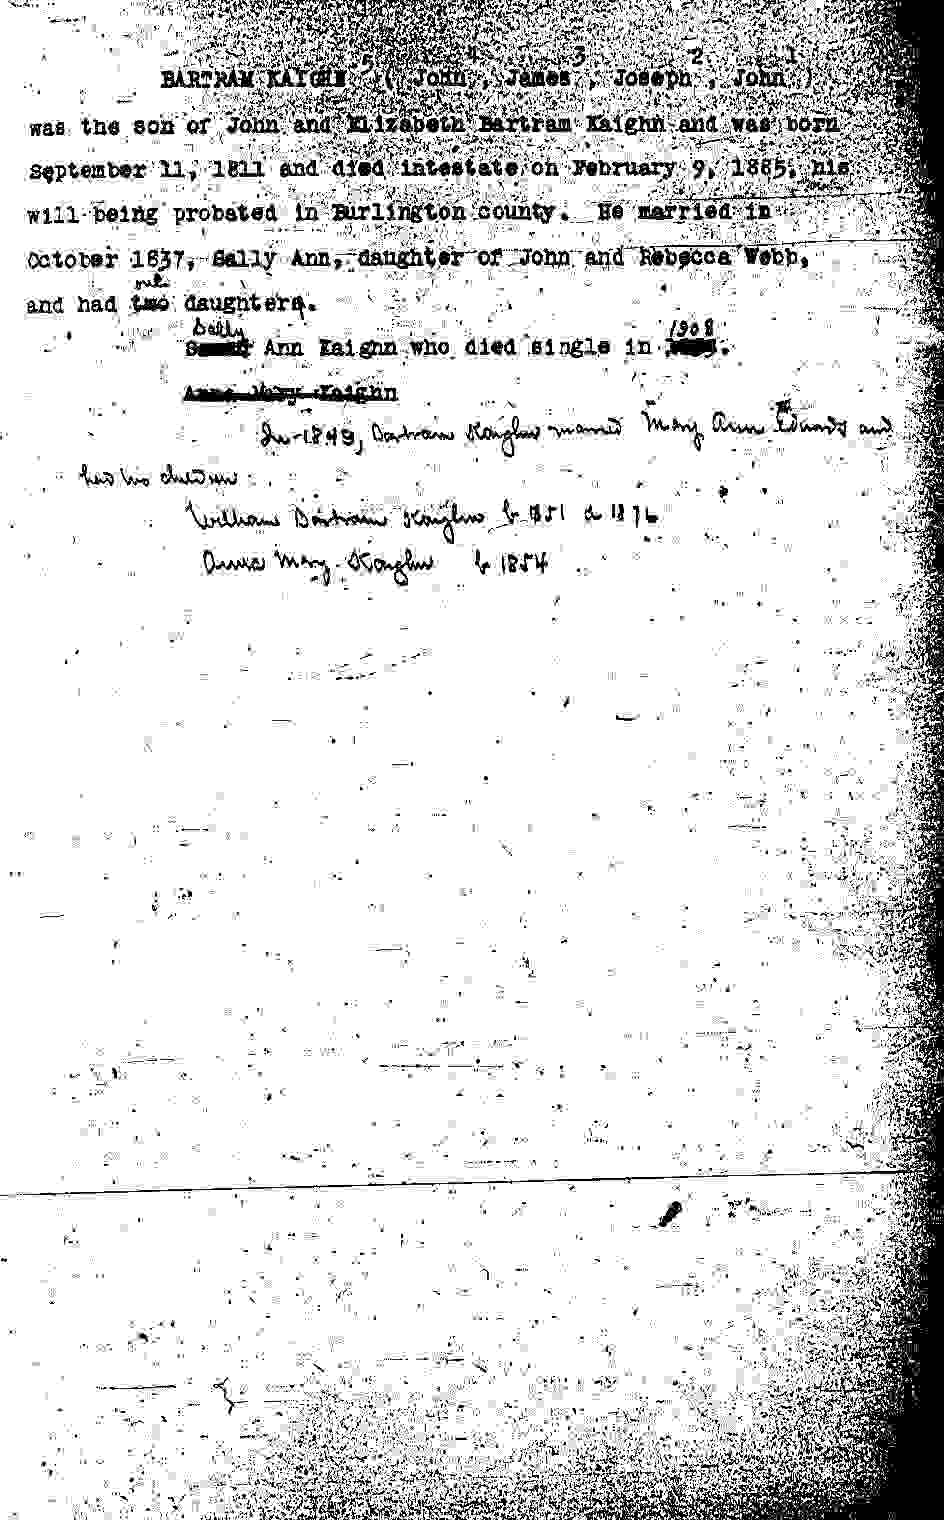 5 4 3 2 1
BARTRAM KAIGHN ( John , James , Joseph , John )
was the son of John and Elizabeth Bartram Kaighn and was born
September 11, 1811 and died intestate on February 9, 1885, his
will being probated in Burlington county. He married in
October 1837, Sally Ann, daughter of John and Rebecca Webb,
one
and had two daughters.
Sally 1908
Ann Kaighn who died single in .
Anna Mary Kaighn
In 1849, Bartram Kaighn married Mary Ann Edwards and
had two children
William Bartram Kaighn b 1851 d 1896
Anna Mary Kaighn b 1854